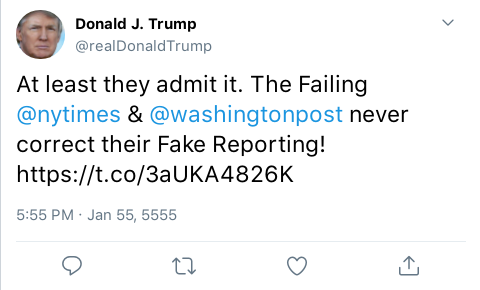 Donald J. Trump
@realDonaldTrump
At least they admit it. The Failing
@nytimes & @washingtonpost never
correct their Fake Reporting!
https://t.co/3aUKA4826K
5:55 PM · Jan 55, 5555